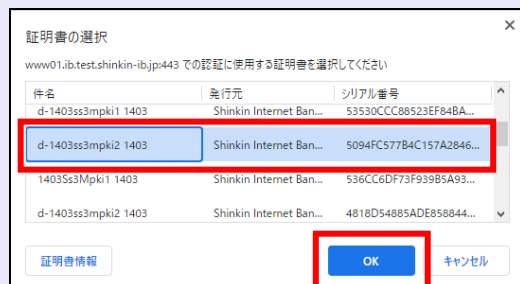 証明書の選択
www01.ib.test.shinkin-ib.jp:443 での認証に使用する証明書を選択してください
件名 発行元 シリアル番号
d-1403ss3mpki1 1403 Shinkin Internet Ban... 53530CCC88523EF84BA...
d-1403ss3mpki2 1403 Shinkin Internet Ban... 5094FC577B4C157A2846...
1403Ss3Mpki1 1403 Shinkin Internet Ban... 536CC6DF73F939B5A93...
d-1403ss3mpki2 1403 Shinkin Internet Ban... 4818D54885ADE858844...
証明書情報 OK キャンセル